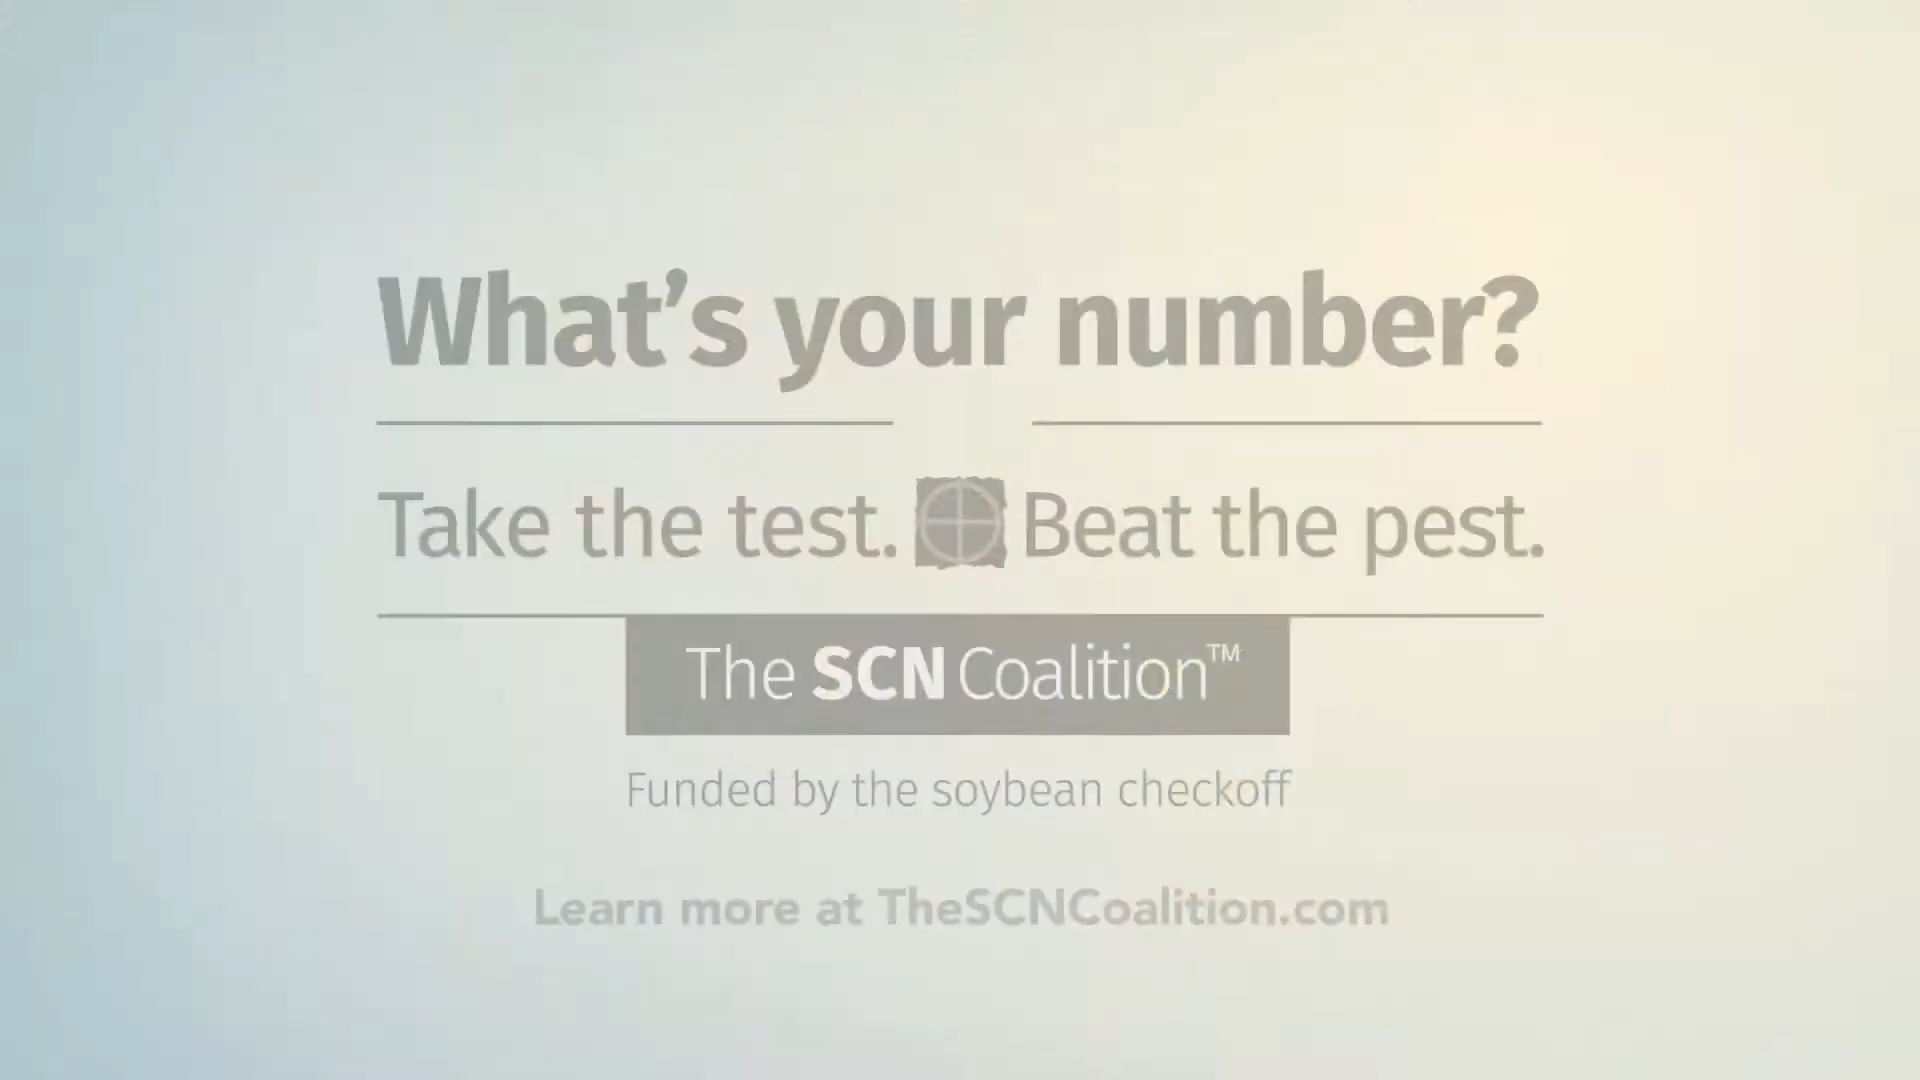 What's your number?
Take the test. Beat the pest.
The SCN Coalition™
Funded by the soybean checkoff
Learn more at TheSCNCoalition.com